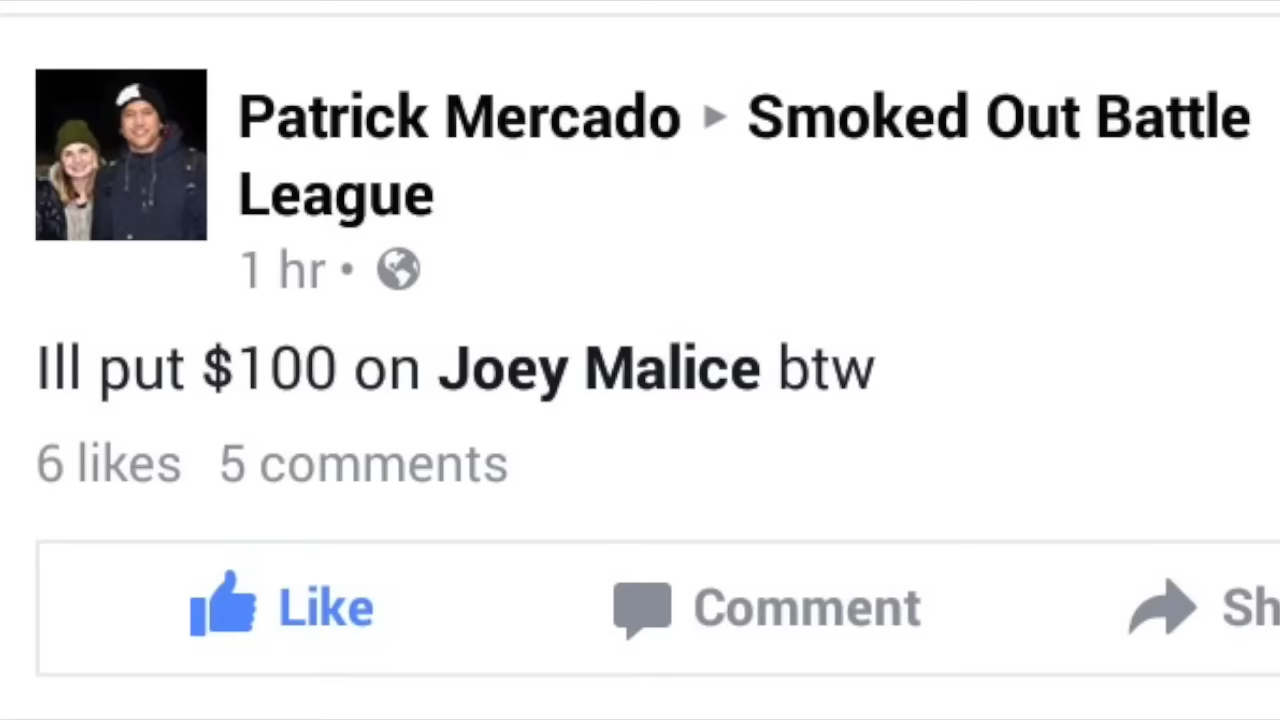 Patrick Mercado ▸ Smoked Out Battle
League
1 hr •
Ill put $100 on Joey Malice btw
6 likes 5 comments
Like Comment Sh